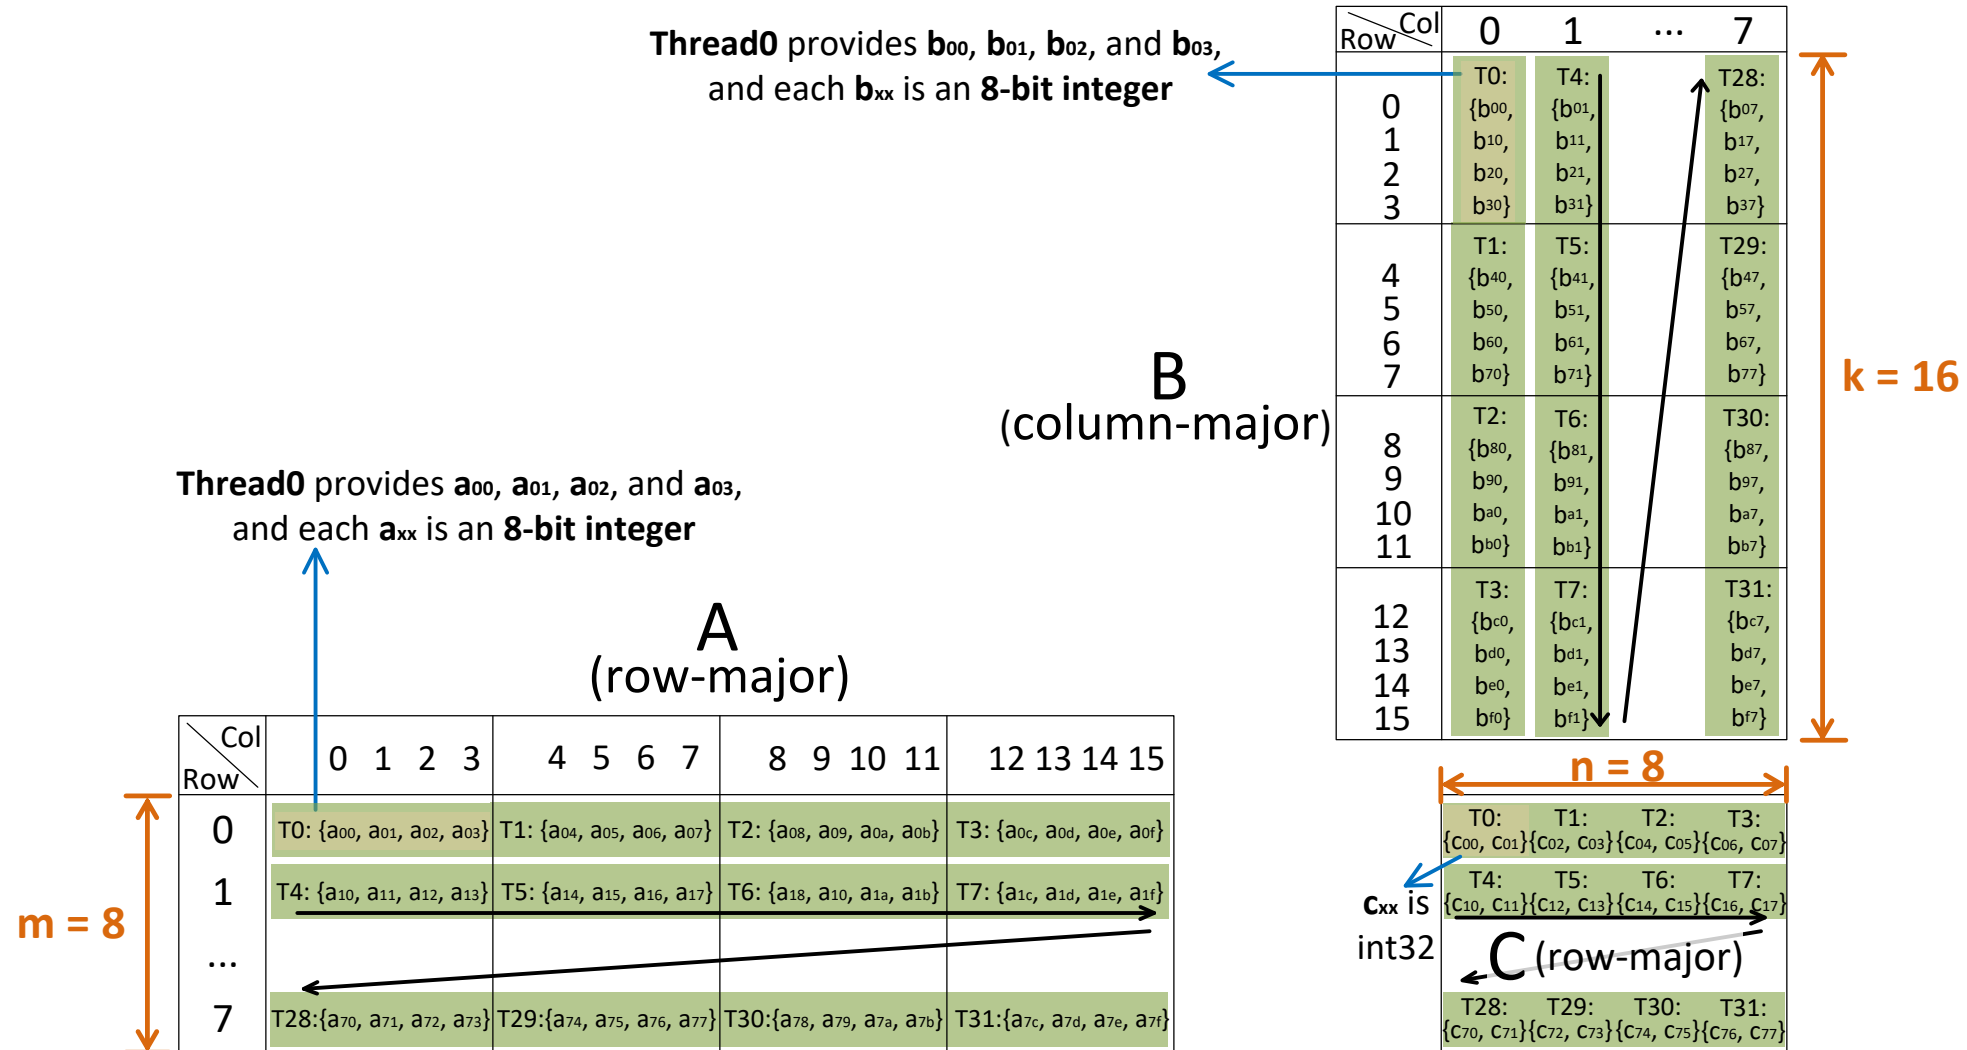 Thread0 provides b00, b01, b02, and b03,
and each bxx is an 8-bit integer
Row Col 0 1 ... 7
T0: T4: T28:
0 {b00, {b01, {b07,
1 b10, b11, b17,
2 b20, b21, b27,
3 b30} b31} b37}
T1: T5: T29:
4 {b40, {b41, {b47,
5 b50, b51, b57,
6 b60, b61, b67,
7 b70} b71} b77}
T2: T6: T30:
8 {b80, {b81, {b87,
9 b90, b91, b97,
10 ba0, ba1, ba7,
11 bb0} bb1} bb7}
T3: T7: T31:
12 {bc0, {bc1, {bc7,
13 bd0, bd1, bd7,
14 be0, be1, be7,
15 bf0} bf1} bf7}
B
(column-major)
k = 16
n = 8
Thread0 provides a00, a01, a02, and a03,
and each axx is an 8-bit integer
A
(row-major)
Row Col 0 1 2 3 4 5 6 7 8 9 10 11 12 13 14 15
0 T0: {a00, a01, a02, a03} T1: {a04, a05, a06, a07} T2: {a08, a09, a0a, a0b} T3: {a0c, a0d, a0e, a0f}
1 T4: {a10, a11, a12, a13} T5: {a14, a15, a16, a17} T6: {a18, a10, a1a, a1b} T7: {a1c, a1d, a1e, a1f}
...
7 T28:{a70, a71, a72, a73} T29:{a74, a75, a76, a77} T30:{a78, a79, a7a, a7b} T31:{a7c, a7d, a7e, a7f}
m = 8
T0: T1: T2: T3:
{c00, c01} {c02, c03} {c04, c05} {c06, c07}
T4: T5: T6: T7:
{c10, c11} {c12, c13} {c14, c15} {c16, c17}
cxx is
int32
C (row-major)
T28: T29: T30: T31:
{c70, c71} {c72, c73} {c74, c75} {c76, c77}